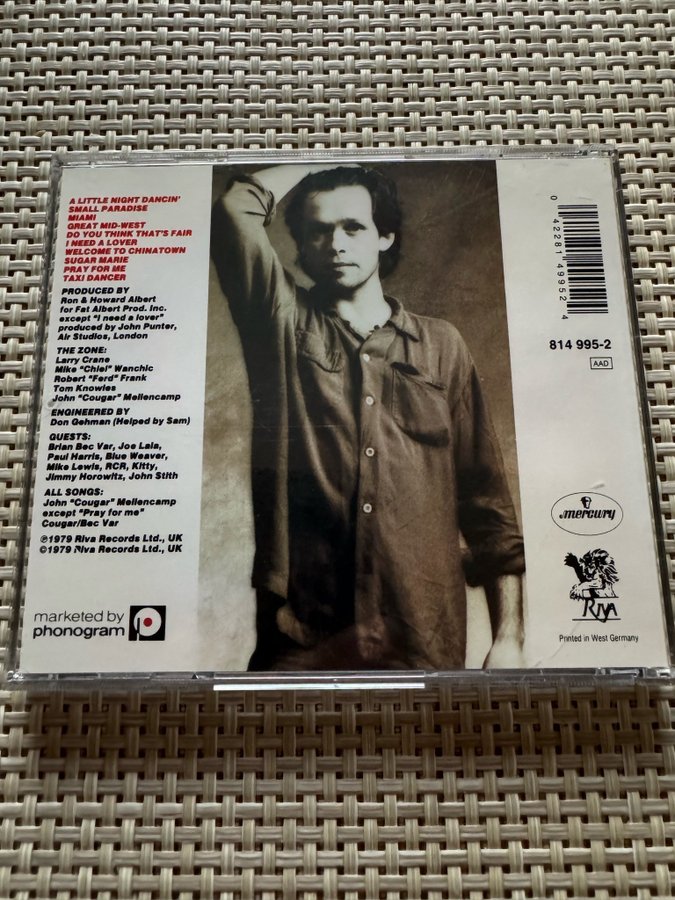 A LITTLE NIGHT DANCIN'
SMALL PARADISE
MIAMI
GREAT MID-WEST
DO YOU THINK THAT'S FAIR
I NEED A LOVER
WELCOME TO CHINATOWN
SUGAR MARIE
PRAY FOR ME
TAXI DANCER
PRODUCED BY
Ron & Howard Albert
for Fat Albert Prod. Inc.
except "I need a lover"
produced by John Punter,
Air Studios, London
THE ZONE:
Larry Crane
Mike "Chief" Wanchic
Robert "Ferd" Frank
Tom Knowles
John "Cougar" Mellencamp
ENGINEERED BY
Don Gehman (Helped by Sam)
GUESTS:
Brian Bec Var, Joe Lala,
Paul Harris, Blue Weaver,
Mike Lewis, RCR, Kitty,
Jimmy Horowitz, John Stith
ALL SONGS:
John "Cougar" Mellencamp
except "Pray for me"
Cougar/Bec Var
℗1979 Riva Records Ltd., UK
©1979 Riva Records Ltd., UK
marketed by
phonogram
0 42281 49952 4
814 995-2
AAD
mercury
RIVA
Printed in West Germany